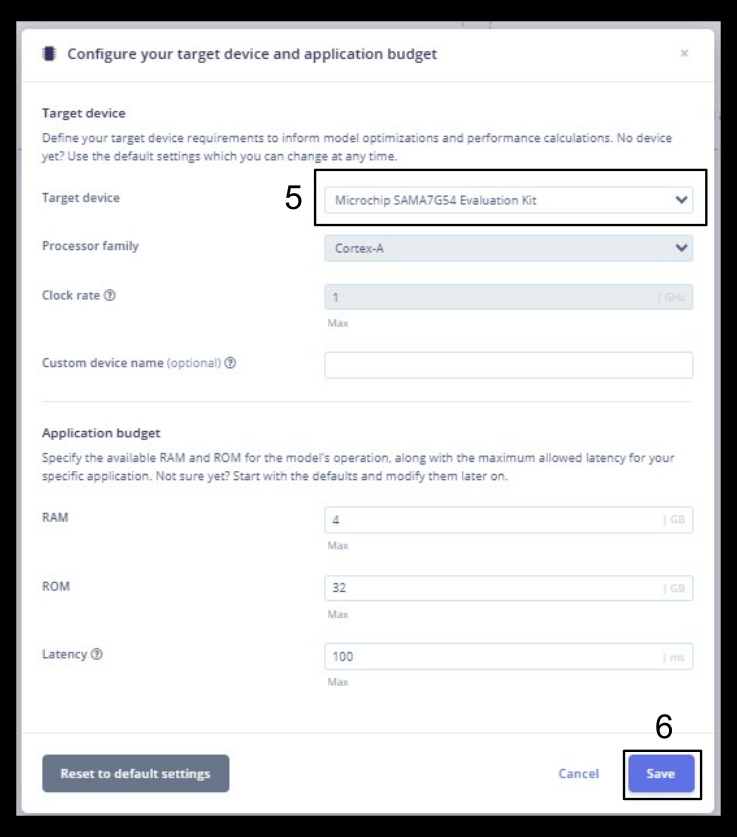 Configure your target device and application budget ×
Target device
Define your target device requirements to inform model optimizations and performance calculations. No device
yet? Use the default settings which you can change at any time.
Target device 5 Microchip SAMA7G54 Evaluation Kit
Processor family Cortex-A
Clock rate ? 1 | GHz
Max
Custom device name (optional) ?
Application budget
Specify the available RAM and ROM for the model's operation, along with the maximum allowed latency for your
specific application. Not sure yet? Start with the defaults and modify them later on.
RAM 4 | GB
Max
ROM 32 | GB
Max
Latency ? 100 | ms
Max
6
Reset to default settings Cancel Save